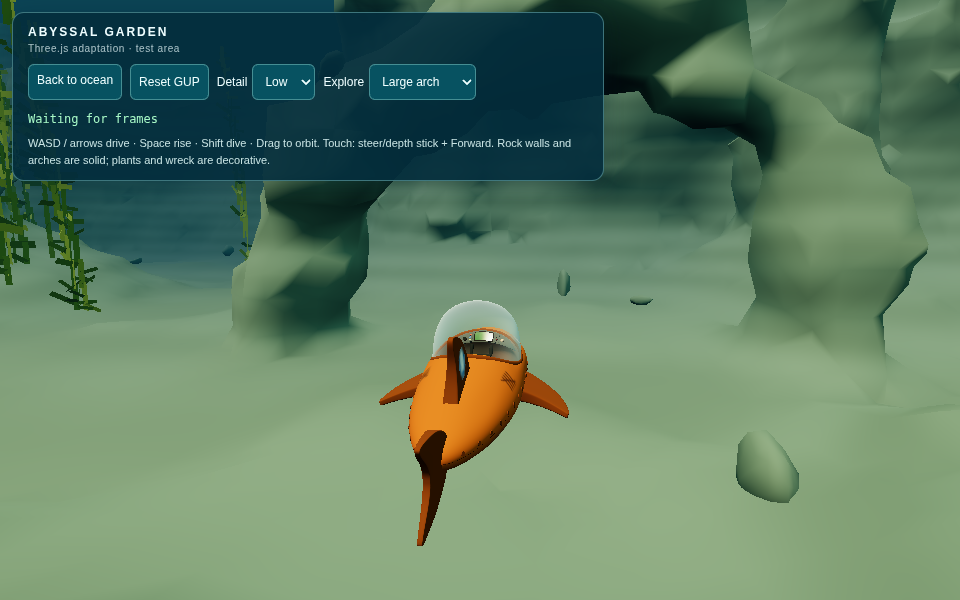 ABYSSAL GARDEN
Three.js adaptation · test area
Back to ocean Reset GUP Detail Low Explore Large arch
Waiting for frames
WASD / arrows drive · Space rise · Shift dive · Drag to orbit. Touch: steer/depth stick + Forward. Rock walls and
arches are solid; plants and wreck are decorative.